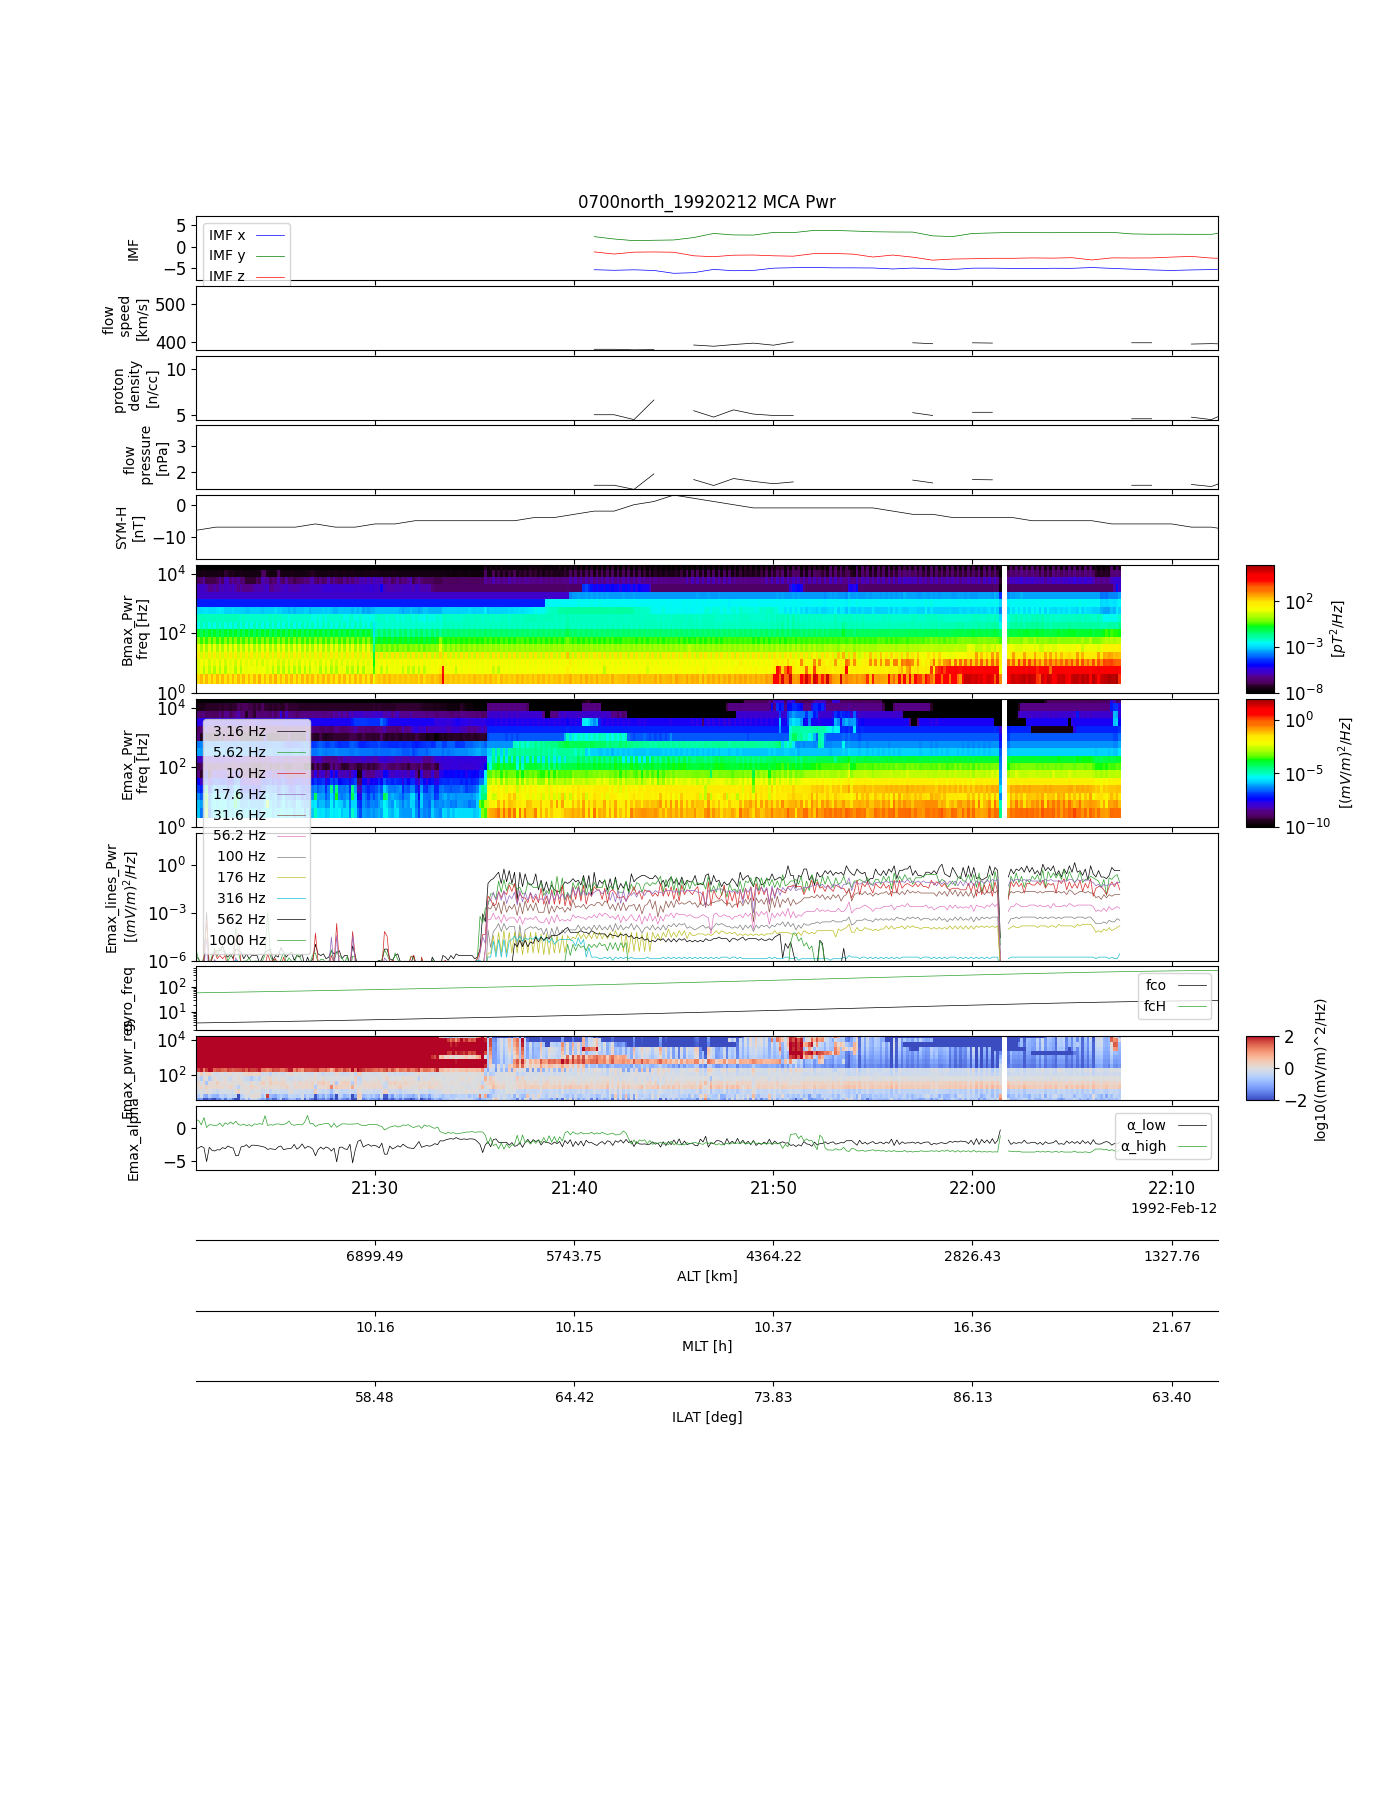 0700north_19920212 MCA Pwr
IMF
5
0
−5
IMF x
IMF y
IMF z
flow
speed
[km/s]
500
400
proton
density
[n/cc]
10
5
flow
pressure
[nPa]
3
2
SYM-H
[nT]
0
−10
Bmax_Pwr
freq [Hz]
10^4
10^2
10^0
10^2
10^−3
10^−8
[pT^2/Hz]
Emax_Pwr
freq [Hz]
10^4
10^2
10^0
10^0
10^−5
10^−10
[(mV/m)^2/Hz]
3.16 Hz
5.62 Hz
10 Hz
17.6 Hz
31.6 Hz
56.2 Hz
100 Hz
176 Hz
316 Hz
562 Hz
1000 Hz
Emax_lines_Pwr
[(mV/m)^2/Hz]
10^0
10^−3
10^−6
gyro_freq
10^2
10^1
fco
fcH
Emax_pwr_reg
10^4
10^2
2
0
−2
log10((mV/m)^2/Hz)
Emax_alpha
0
−5
α_low
α_high
21:30 21:40 21:50 22:00 22:10
1992-Feb-12
6899.49 5743.75 4364.22 2826.43 1327.76
ALT [km]
10.16 10.15 10.37 16.36 21.67
MLT [h]
58.48 64.42 73.83 86.13 63.40
ILAT [deg]